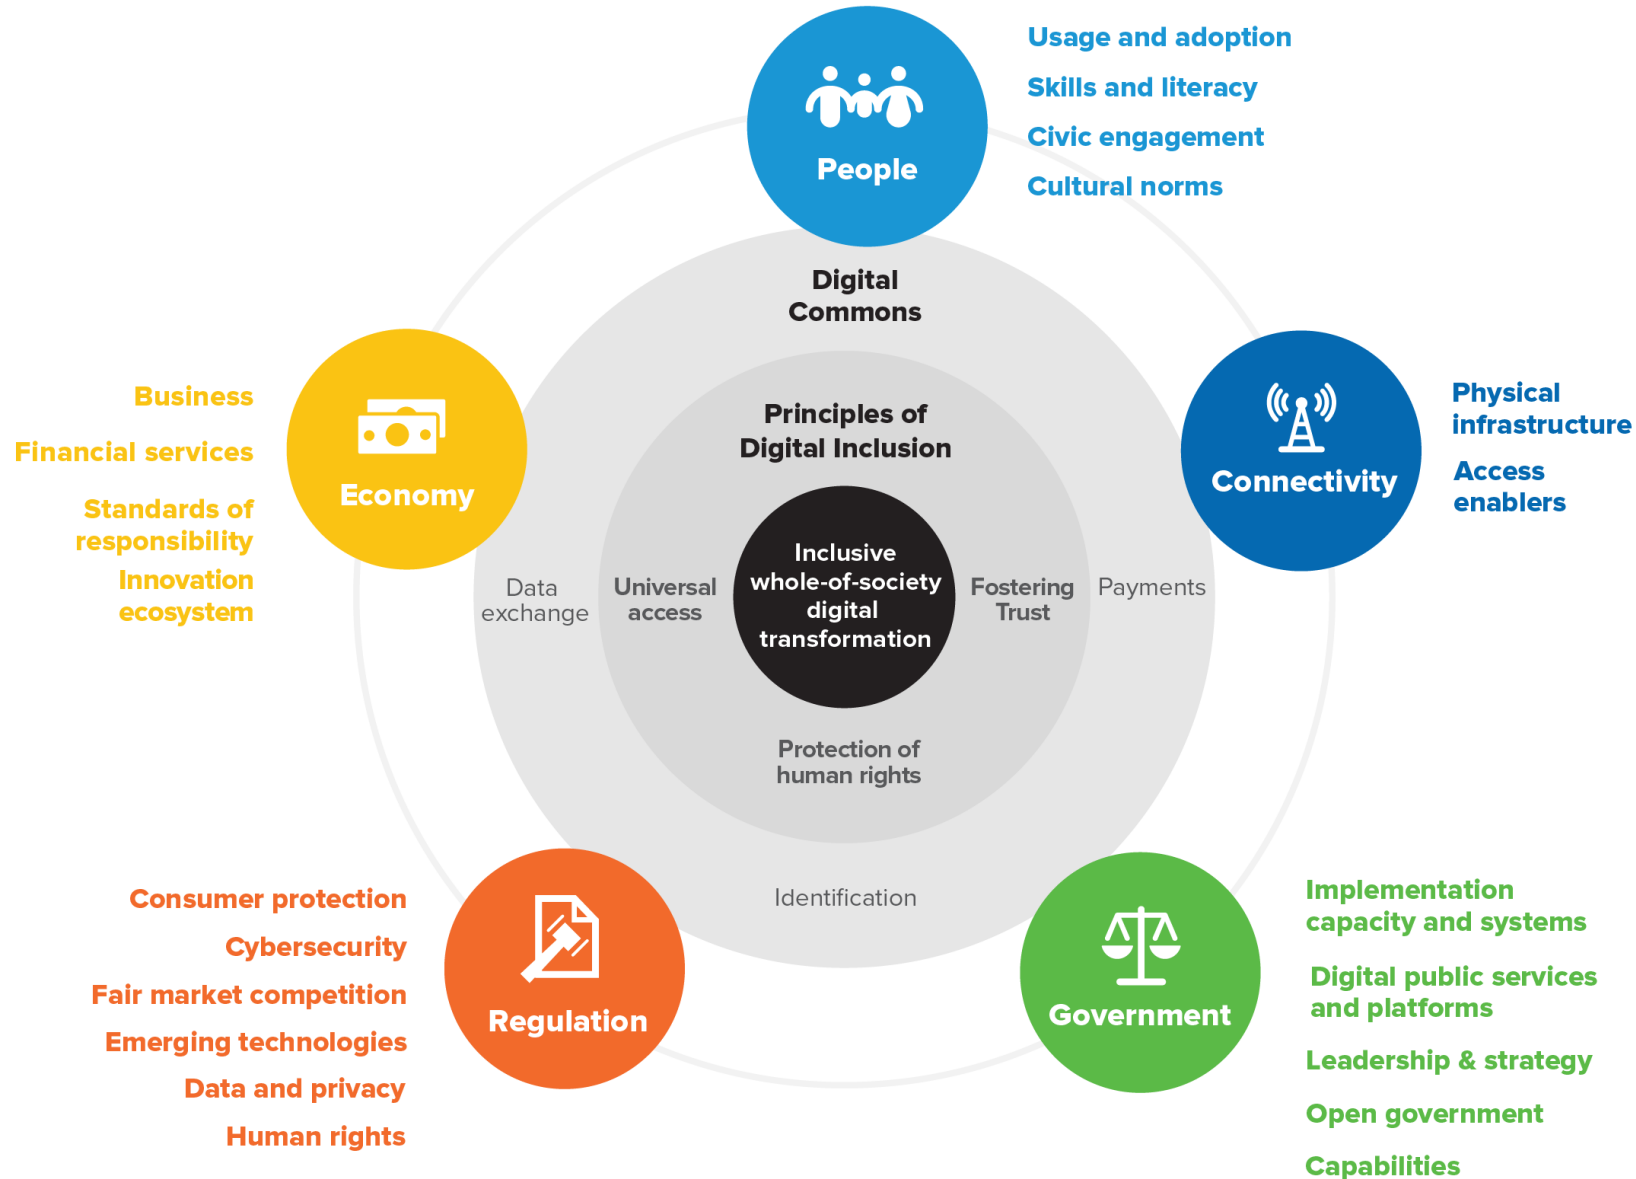 People
Usage and adoption
Skills and literacy
Civic engagement
Cultural norms
Digital
Commons
Principles of
Digital Inclusion
Inclusive
whole-of-society
digital
transformation
Universal
access
Fostering
Trust
Protection of
human rights
Data
exchange
Payments
Identification
Economy
Business
Financial services
Standards of
responsibility
Innovation
ecosystem
Connectivity
Physical
infrastructure
Access
enablers
Regulation
Consumer protection
Cybersecurity
Fair market competition
Emerging technologies
Data and privacy
Human rights
Government
Implementation
capacity and systems
Digital public services
and platforms
Leadership & strategy
Open government
Capabilities